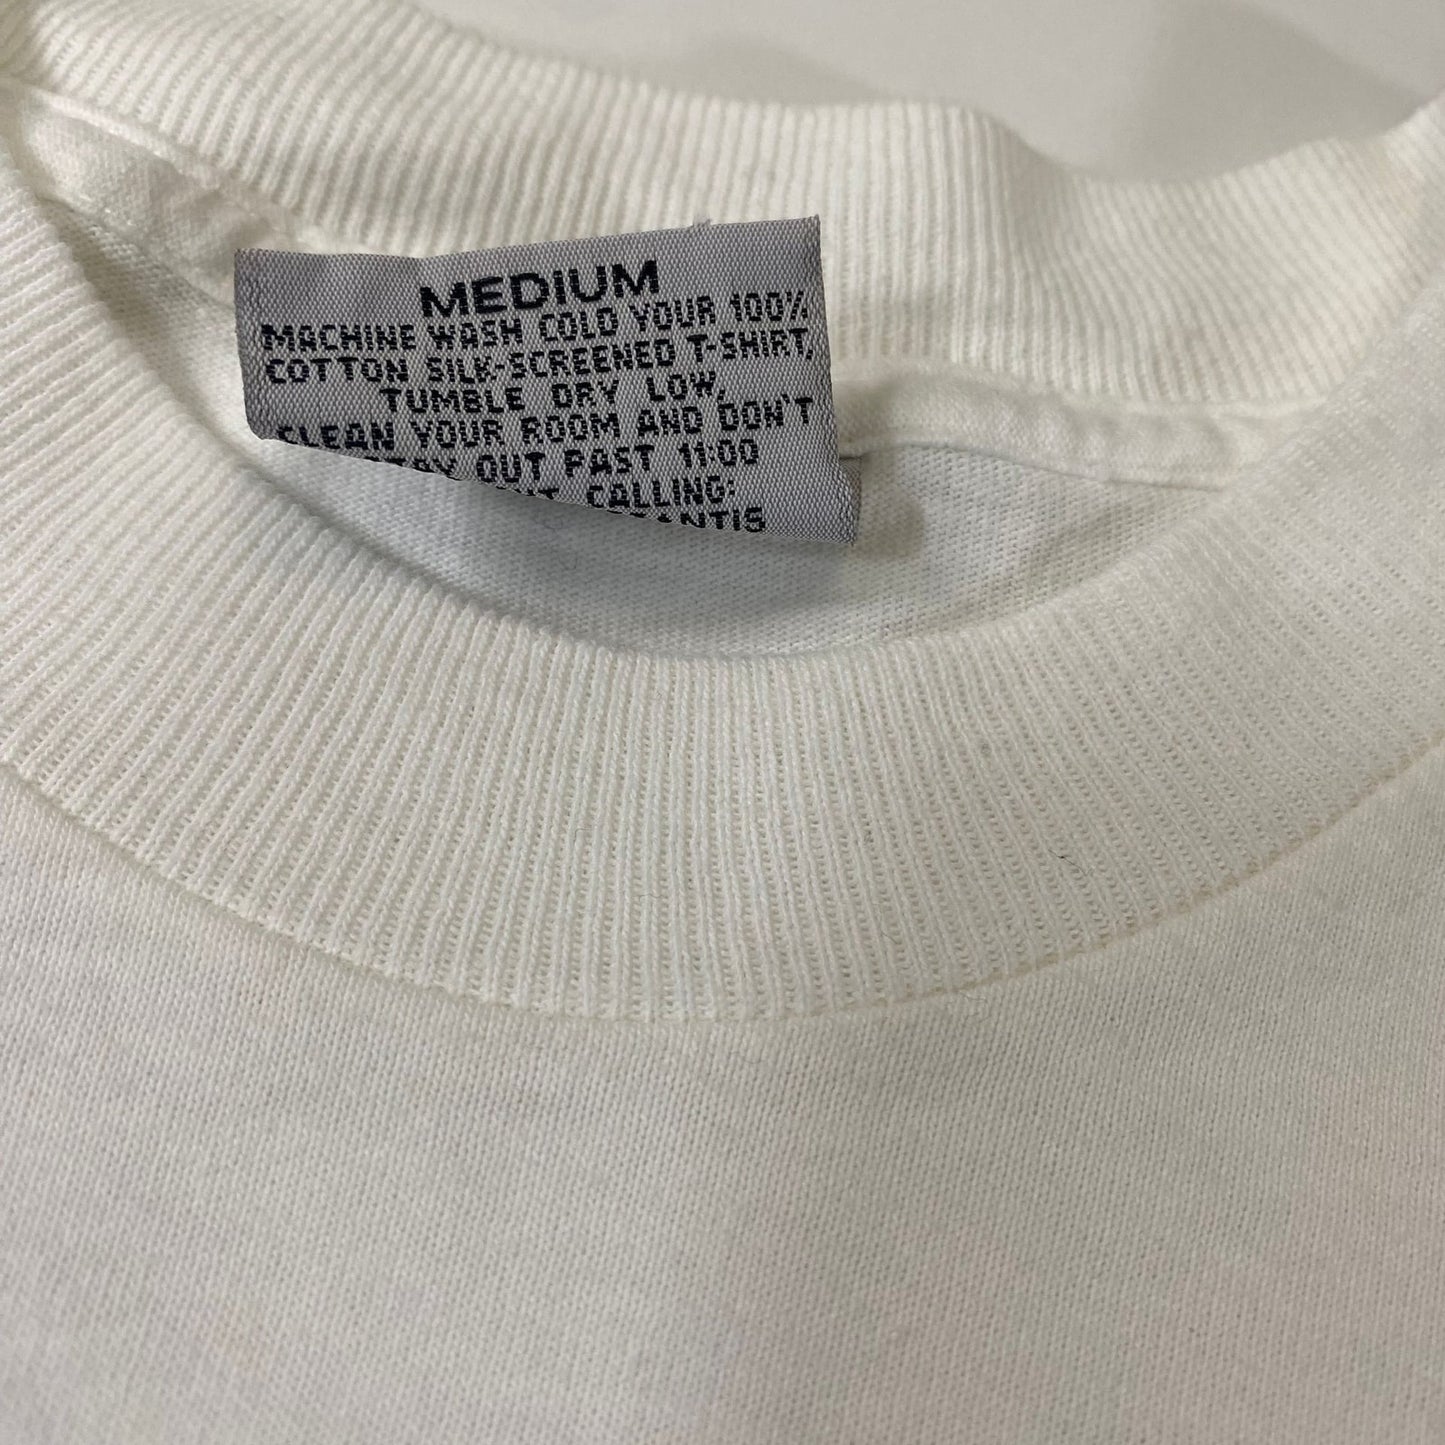 MEDIUM
MACHINE WASH COLD YOUR 100%
COTTON SILK-SCREENED T-SHIRT,
TUMBLE DRY LOW,
CLEAN YOUR ROOM AND DON'T
STAY OUT PAST 11:00
CALLING: